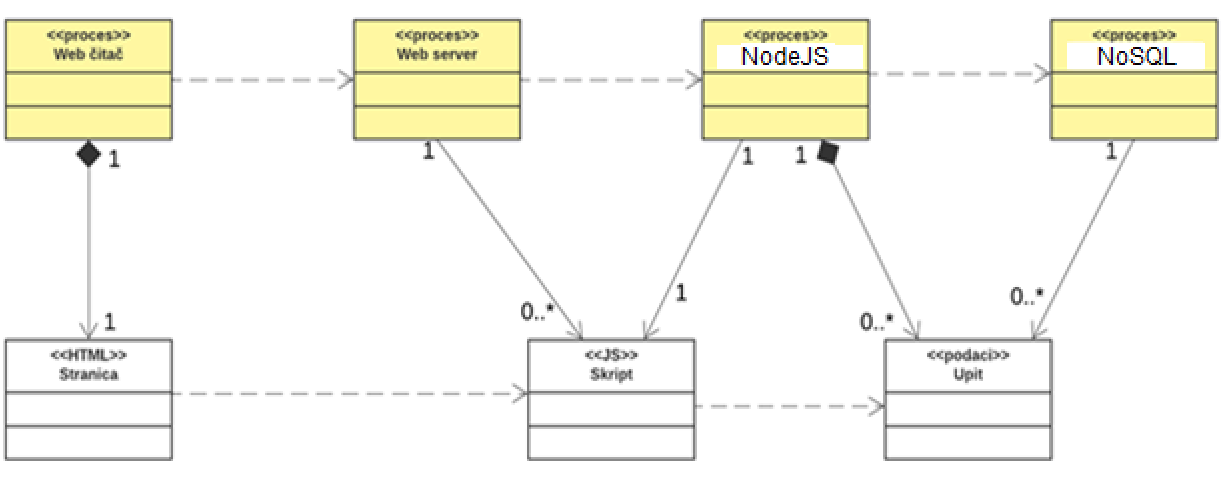 <<proces>>
Web čitač
<<proces>>
Web server
<<proces>>
NodeJS
<<proces>>
NoSQL
1
1
1
1
1
1
0..*
1
0..*
0..*
<<HTML>>
Stranica
<<JS>>
Skript
<<podaci>>
Upit